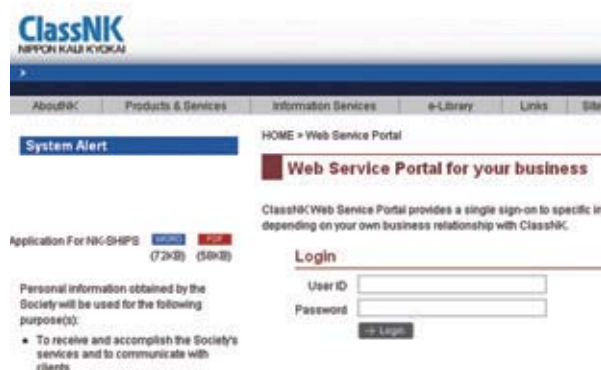 ClassNK
NIPPON KAIJI KYOKAI
>
AboutNK Products & Services Information Services e-Library Links Site
System Alert
Application For NK-SHIPS WORD PDF
(72KB) (58KB)
Personal information obtained by the
Society will be used for the following
purpose(s):
• To receive and accomplish the Society's
services and to communicate with
clients
HOME > Web Service Portal
Web Service Portal for your business
ClassNK Web Service Portal provides a single sign-on to specific in
depending on your own business relationship with ClassNK.
Login
User ID
Password
→ Login